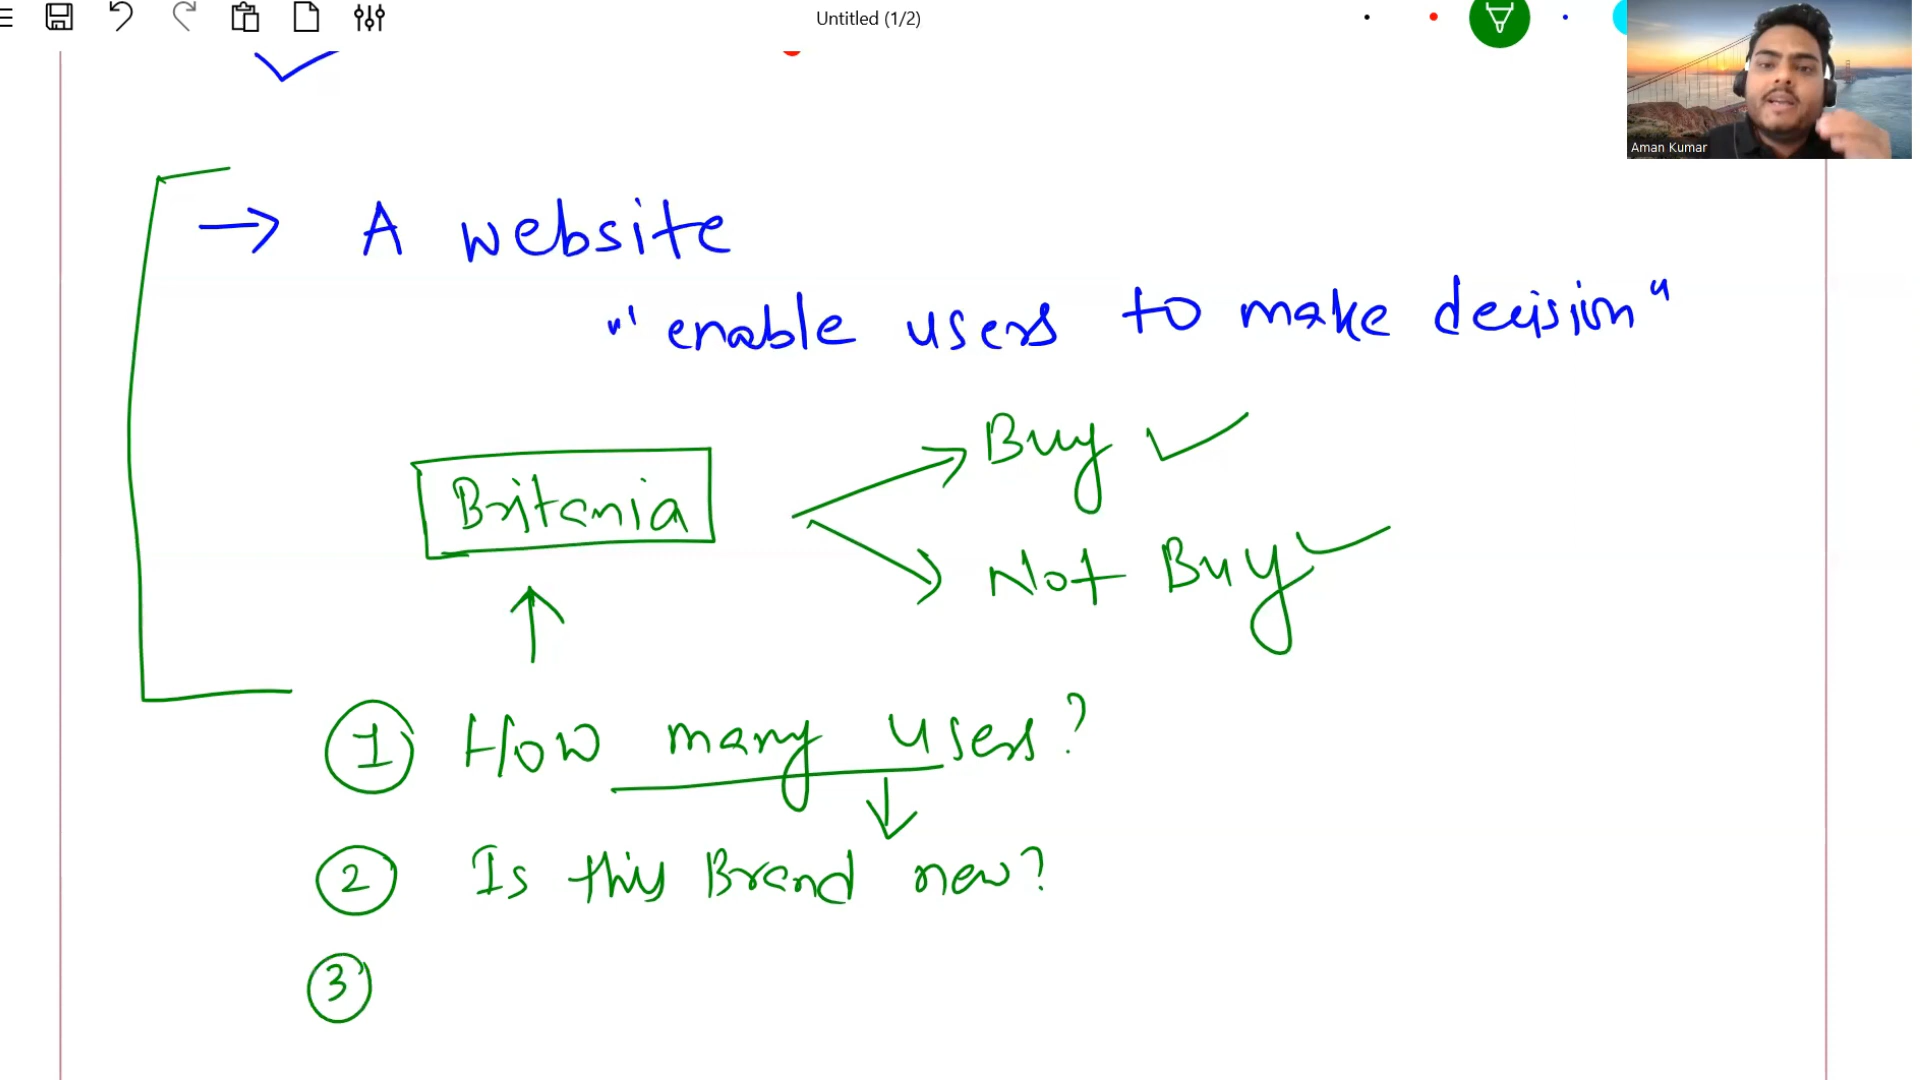 Untitled (1/2)
Aman Kumar
→ A website
"enable users to make decision"
Britania
Buy ✓
Not Buy ✓
1 How many users?
2 Is this Brand new?
3